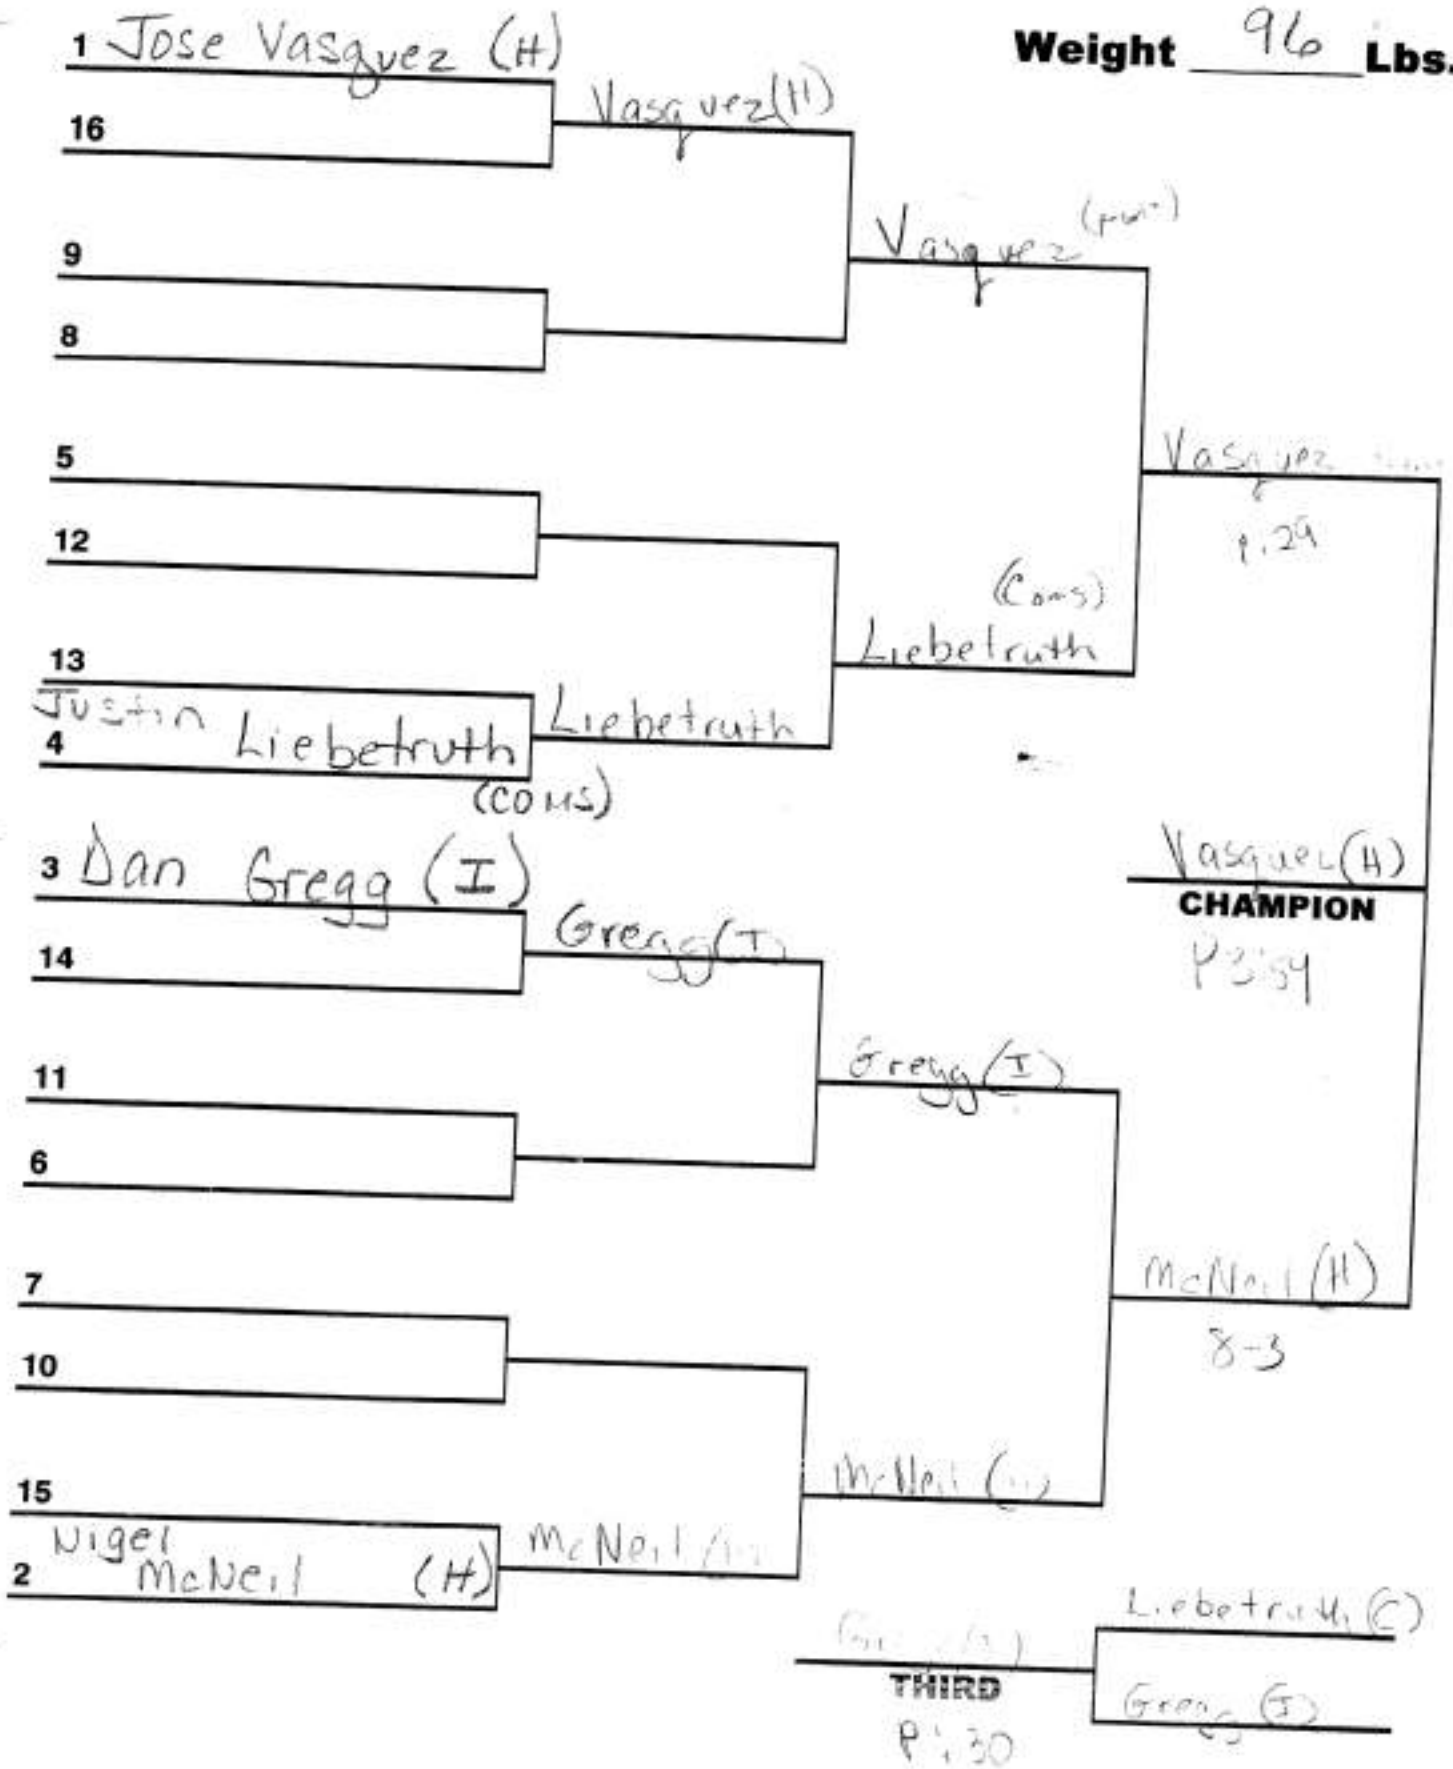 Weight 96 Lbs.
1 Jose Vasquez (H)
Vasquez (H)
16
Vasquez
9
8
5
Vasquez
:29
12
(Coms)
Liebetruth
13
Justin
4 Liebetruth
Liebetruth
(COMS)
3 Dan Gregg (I)
Vasquez (H)
CHAMPION
Gregg (I)
14
Gregg (I)
11
6
7
McNeil (H)
8-3
10
McNeil
15
Nigel
2 McNeil (H)
McNeil
Liebetruth (C)
THIRD
Gregg (I)
P :30